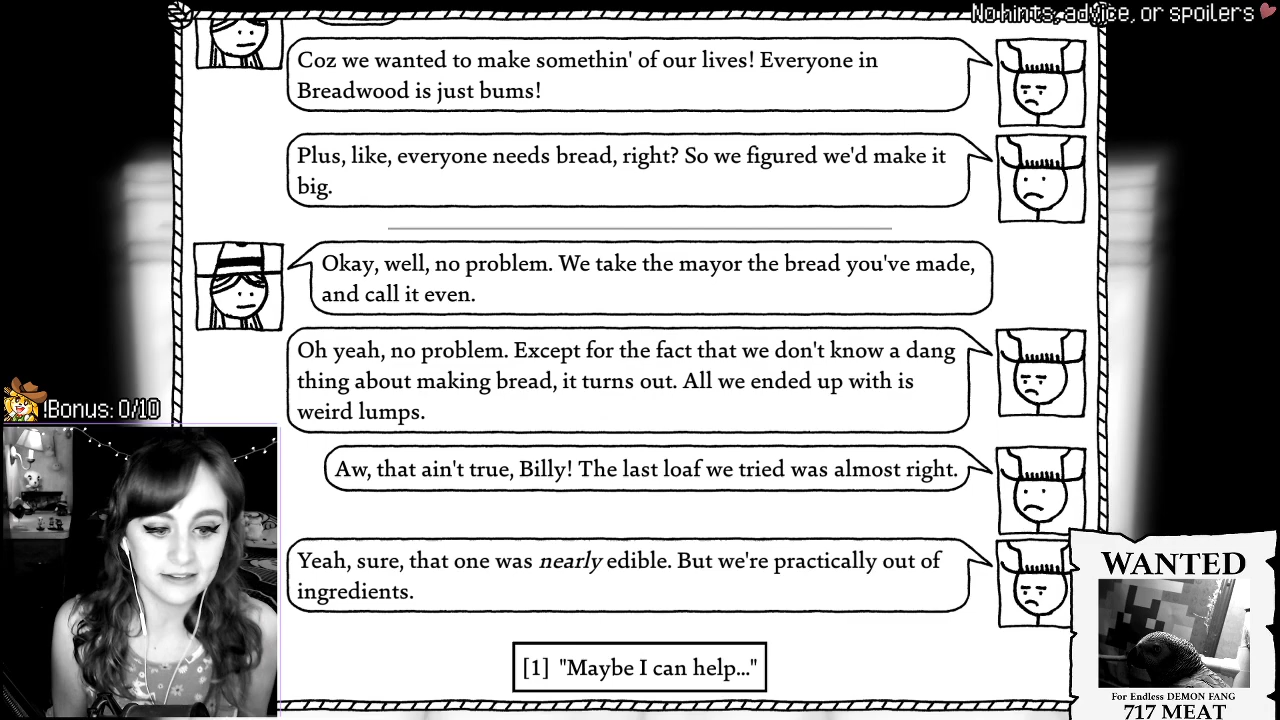 No hints, advice, or spoilers
Coz we wanted to make somethin' of our lives! Everyone in
Breadwood is just bums!
Plus, like, everyone needs bread, right? So we figured we'd make it
big.
Okay, well, no problem. We take the mayor the bread you've made,
and call it even.
Oh yeah, no problem. Except for the fact that we don't know a dang
thing about making bread, it turns out. All we ended up with is
weird lumps.
!Bonus: 0/10
Aw, that ain't true, Billy! The last loaf we tried was almost right.
Yeah, sure, that one was nearly edible. But we're practically out of
ingredients.
[1] "Maybe I can help..."
WANTED
For Endless DEMON FANG
717 MEAT